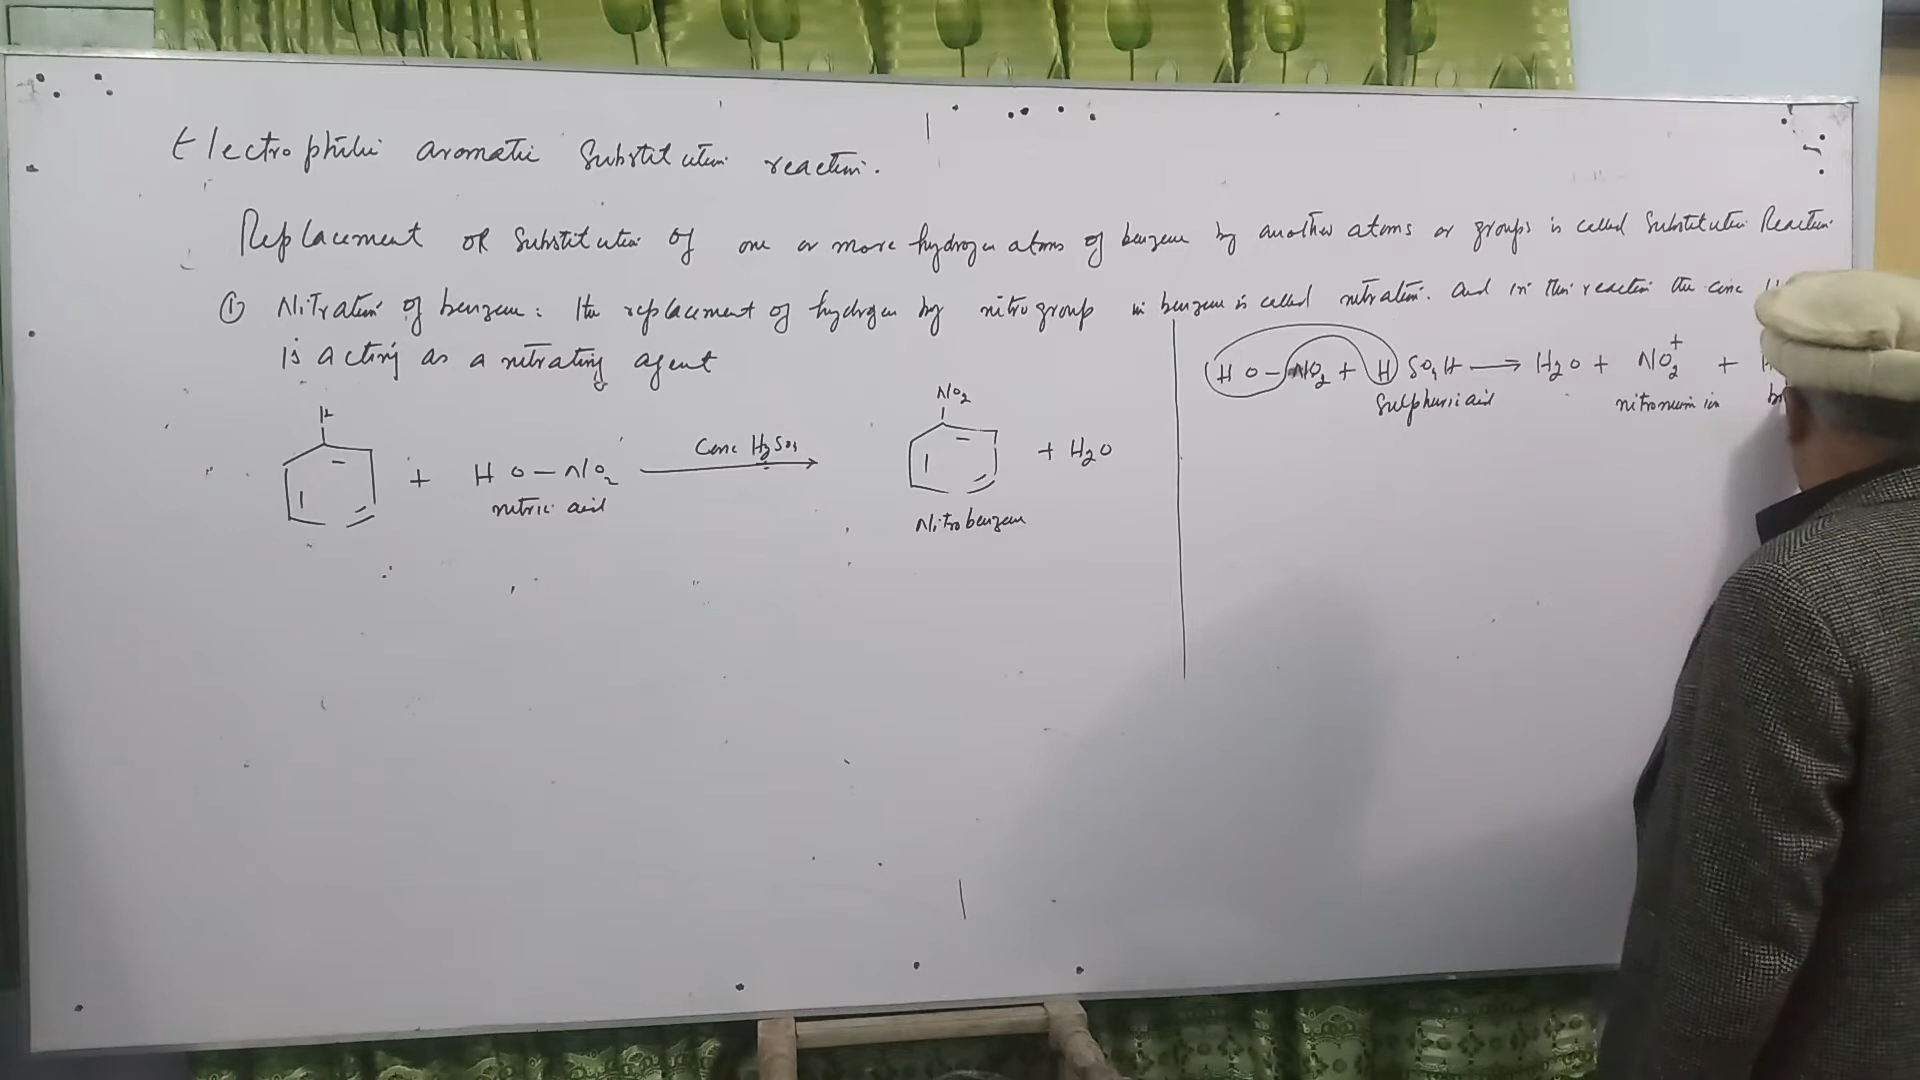 Electrophilic aromatic Substitution reaction.
Replacement OR Substitution of one or more hydrogen atoms of benzene by another atoms or groups is called Substitution Reaction
① Nitration of benzene: The replacement of hydrogen by nitro group in benzene is called nitration. And in this reaction the conc
is acting as a nitrating agent
H O – NO2 + H SO4H ⟶ H2O + NO2+ +
Sulphuric acid nitronium ion
H NO2
+ H O – NO2 Conc H2SO4 ⟶ + H2O
nitric acid
Nitrobenzene